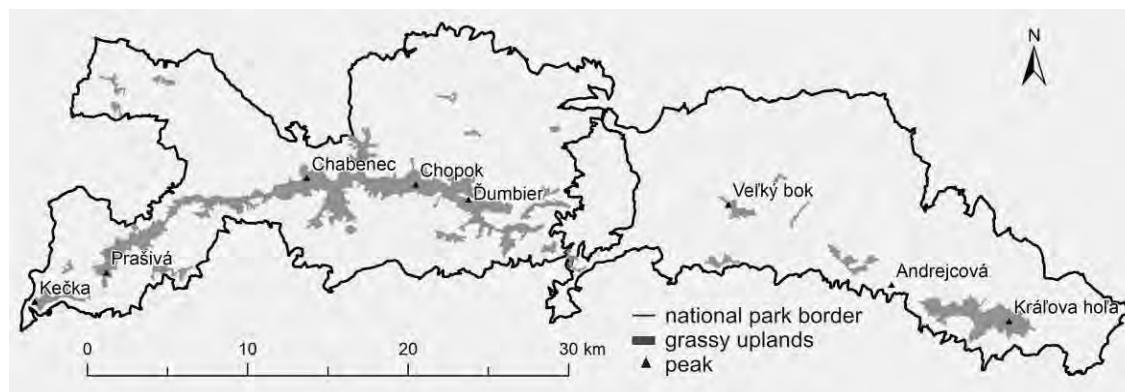 N
Chabenec
Chopok
Ďumbier
Veľký bok
Prašivá
Andrejcová
Kečka
Kráľova hoľa
national park border
grassy uplands
peak
0 10 20 30 km